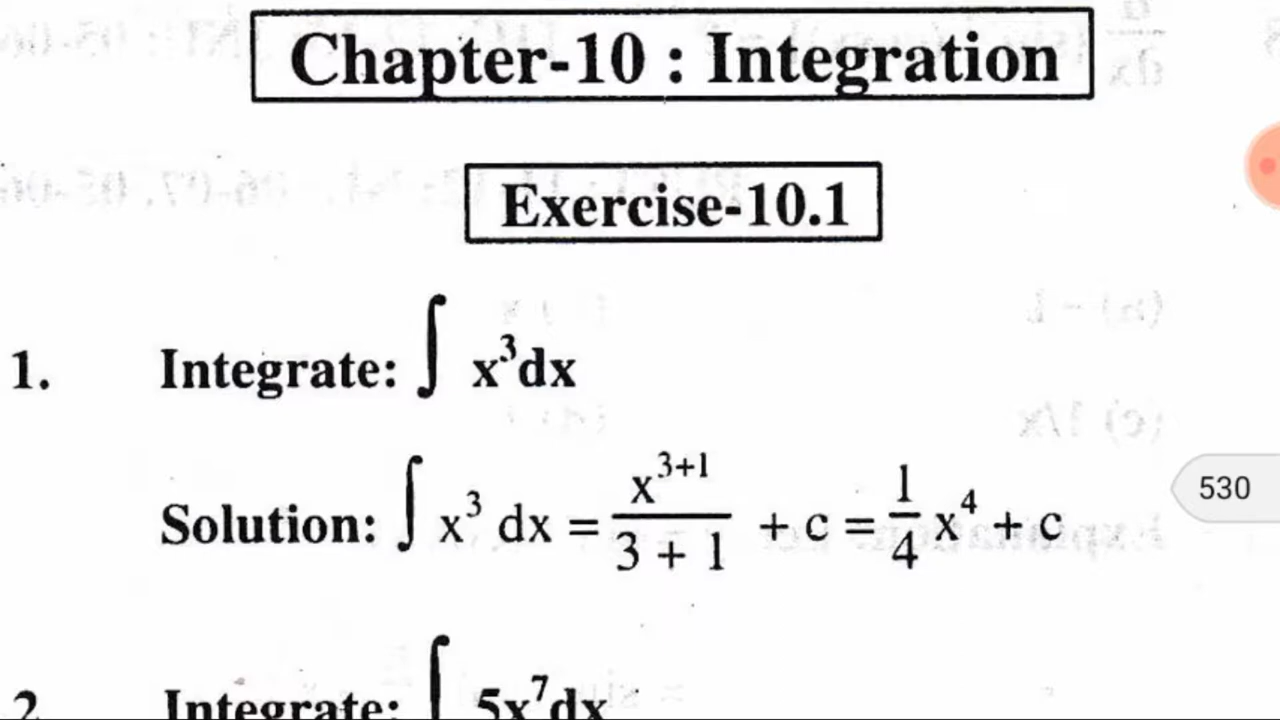 Chapter-10 : Integration
Exercise-10.1
1. Integrate: ∫ x³dx
Solution: ∫ x³ dx = x³⁺¹/3 + 1 + c = 1/4 x⁴ + c
530
2 Integrate: ∫ 5x⁷dx